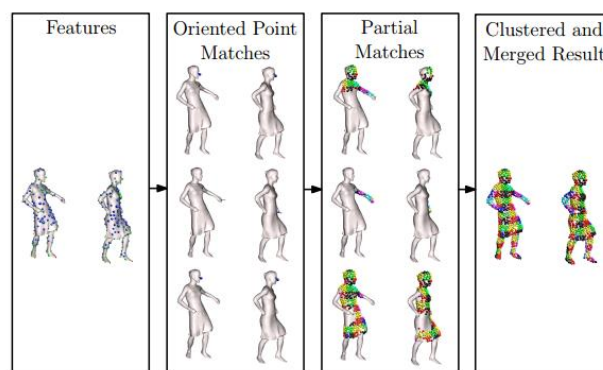 Features
Oriented Point
Matches
Partial
Matches
Clustered and
Merged Result